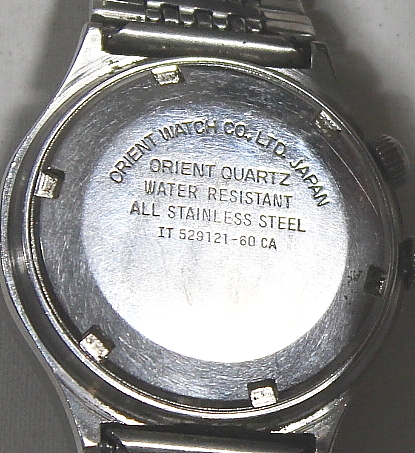 ORIENT WATCH CO., LTD. JAPAN
ORIENT QUARTZ
WATER RESISTANT
ALL STAINLESS STEEL
IT 529121-60 CA